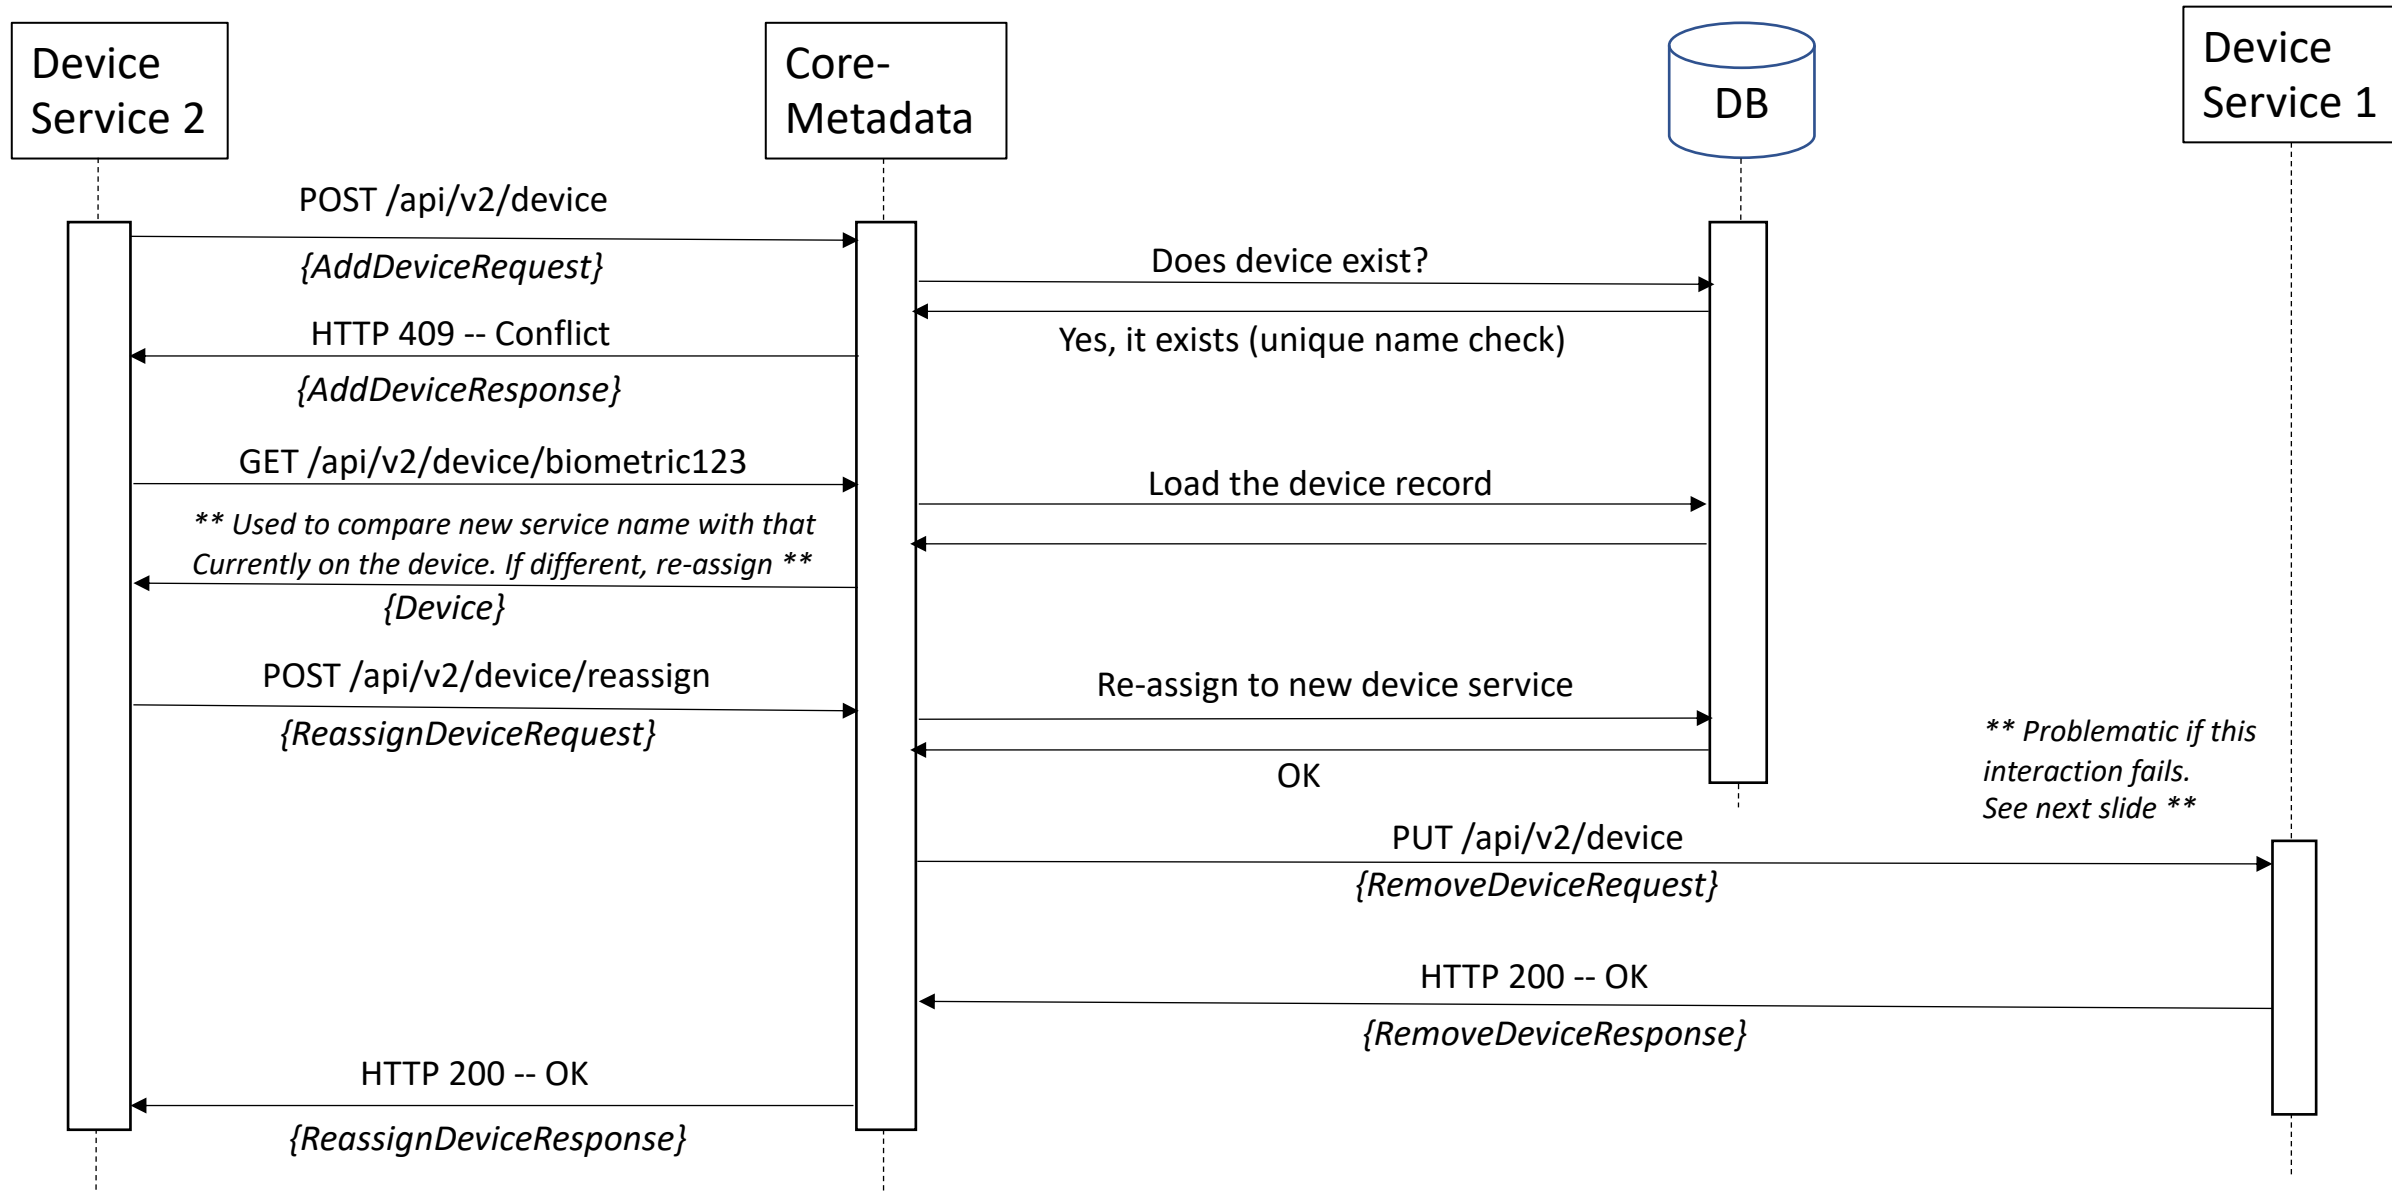 Device
Service 2
Core-
Metadata
DB
Device
Service 1
POST /api/v2/device
{AddDeviceRequest}
Does device exist?
HTTP 409 -- Conflict
Yes, it exists (unique name check)
{AddDeviceResponse}
GET /api/v2/device/biometric123
Load the device record
** Used to compare new service name with that
Currently on the device. If different, re-assign **
{Device}
POST /api/v2/device/reassign
Re-assign to new device service
{ReassignDeviceRequest}
OK
** Problematic if this
interaction fails.
See next slide **
PUT /api/v2/device
{RemoveDeviceRequest}
HTTP 200 -- OK
{RemoveDeviceResponse}
HTTP 200 -- OK
{ReassignDeviceResponse}